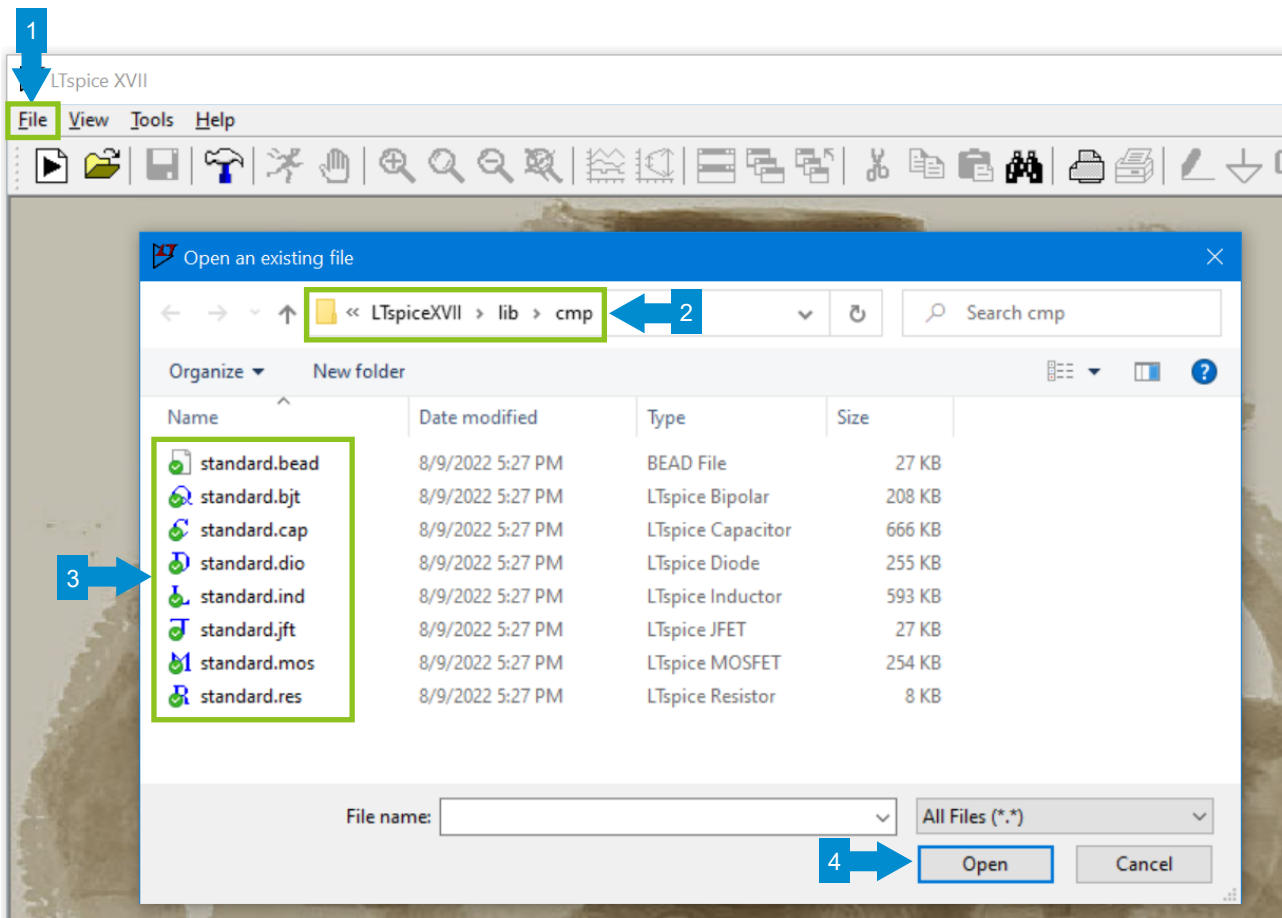 1
LTspice XVII
File View Tools Help
Open an existing file
« LTspiceXVII › lib › cmp 2 Search cmp
Organize New folder
Name Date modified Type Size
standard.bead 8/9/2022 5:27 PM BEAD File 27 KB
standard.bjt 8/9/2022 5:27 PM LTspice Bipolar 208 KB
standard.cap 8/9/2022 5:27 PM LTspice Capacitor 666 KB
standard.dio 8/9/2022 5:27 PM LTspice Diode 255 KB
3
standard.ind 8/9/2022 5:27 PM LTspice Inductor 593 KB
standard.jft 8/9/2022 5:27 PM LTspice JFET 27 KB
standard.mos 8/9/2022 5:27 PM LTspice MOSFET 254 KB
standard.res 8/9/2022 5:27 PM LTspice Resistor 8 KB
File name: All Files (*.*)
4 Open Cancel